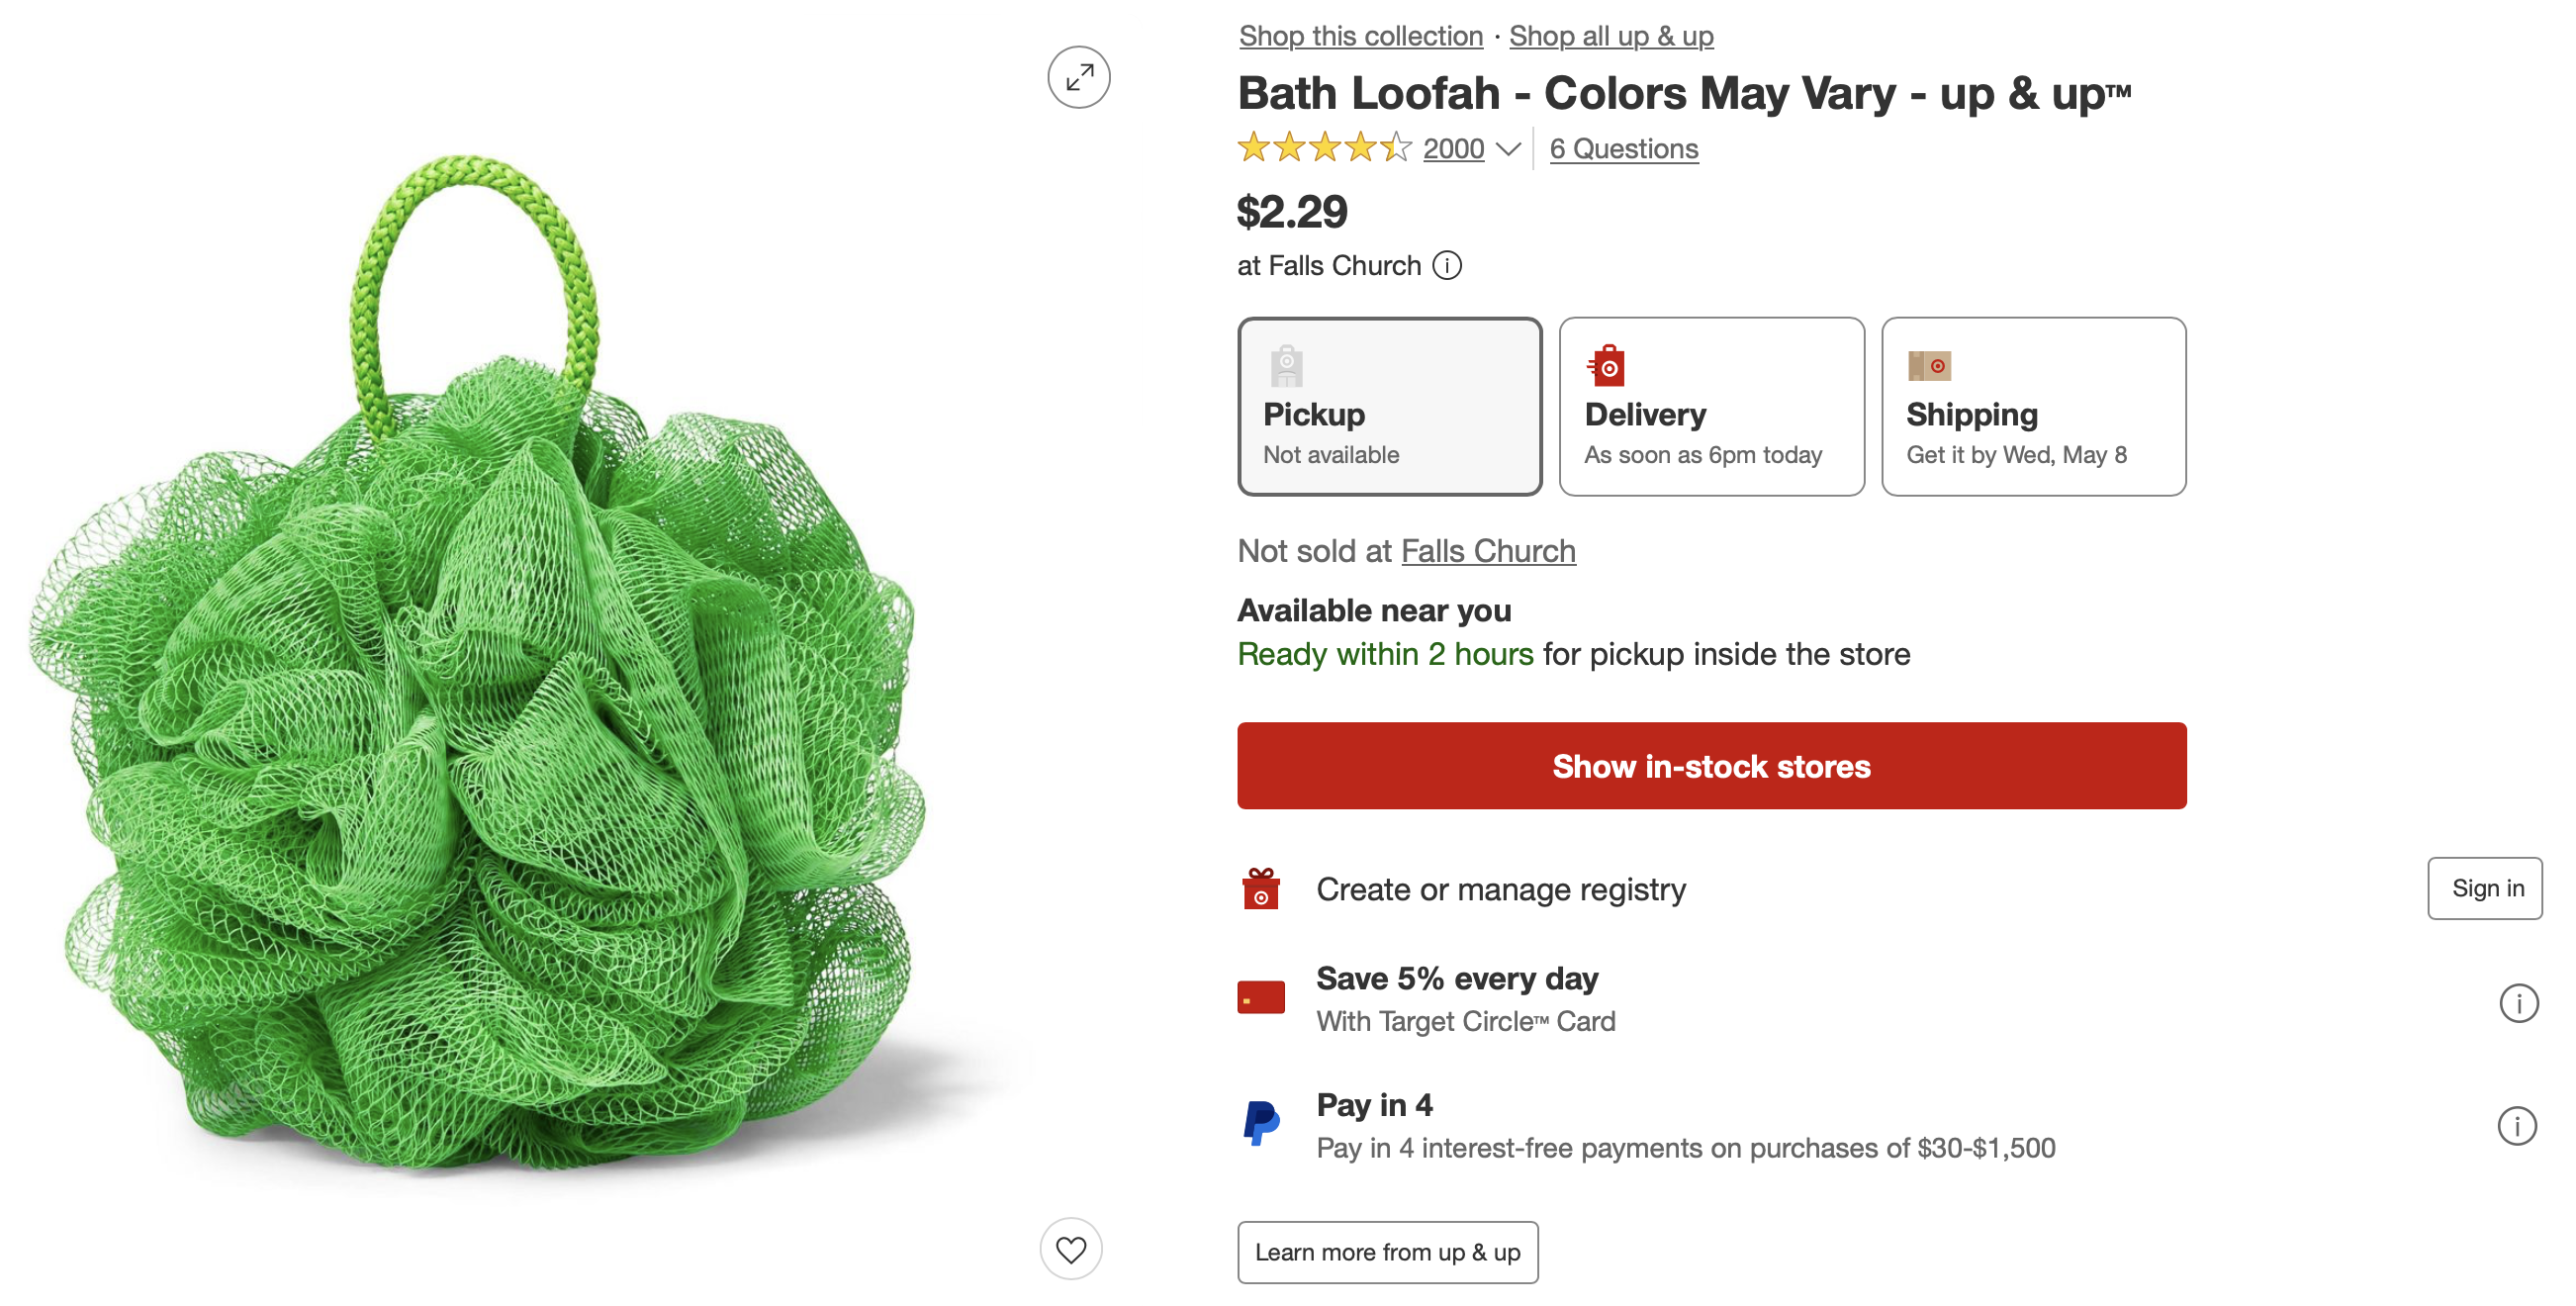 Shop this collection · Shop all up & up
Bath Loofah - Colors May Vary - up & up™
2000 6 Questions
$2.29
at Falls Church
Pickup
Not available
Delivery
As soon as 6pm today
Shipping
Get it by Wed, May 8
Not sold at Falls Church
Available near you
Ready within 2 hours for pickup inside the store
Show in-stock stores
Create or manage registry
Sign in
Save 5% every day
With Target Circle™ Card
Pay in 4
Pay in 4 interest-free payments on purchases of $30-$1,500
Learn more from up & up